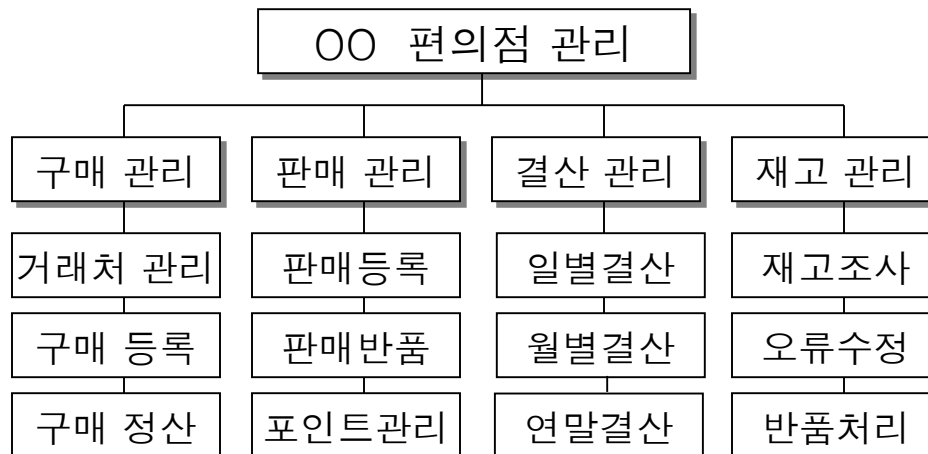 OO 편의점 관리
구매 관리
판매 관리
결산 관리
재고 관리
거래처 관리
판매등록
일별결산
재고조사
구매 등록
판매반품
월별결산
오류수정
구매 정산
포인트관리
연말결산
반품처리